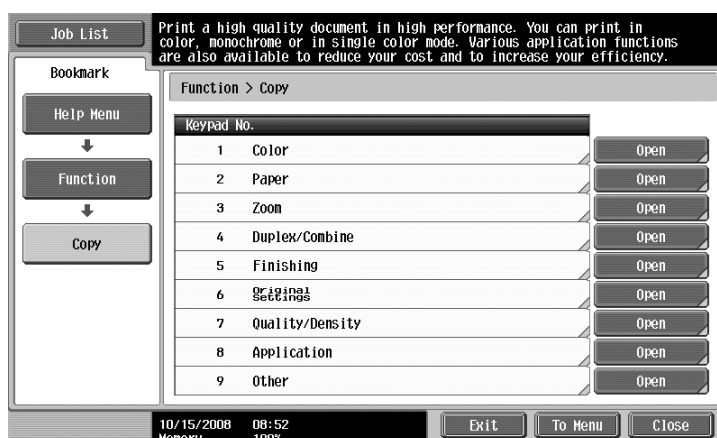 Job List
Print a high quality document in high performance. You can print in
color, monochrome or in single color mode. Various application functions
are also available to reduce your cost and to increase your efficiency.
Bookmark
Help Menu
Function
Copy
Function > Copy
Keypad No.
1 Color Open
2 Paper Open
3 Zoom Open
4 Duplex/Combine Open
5 Finishing Open
6 Original Settings Open
7 Quality/Density Open
8 Application Open
9 Other Open
10/15/2008 08:52
Memory 100%
Exit To Menu Close